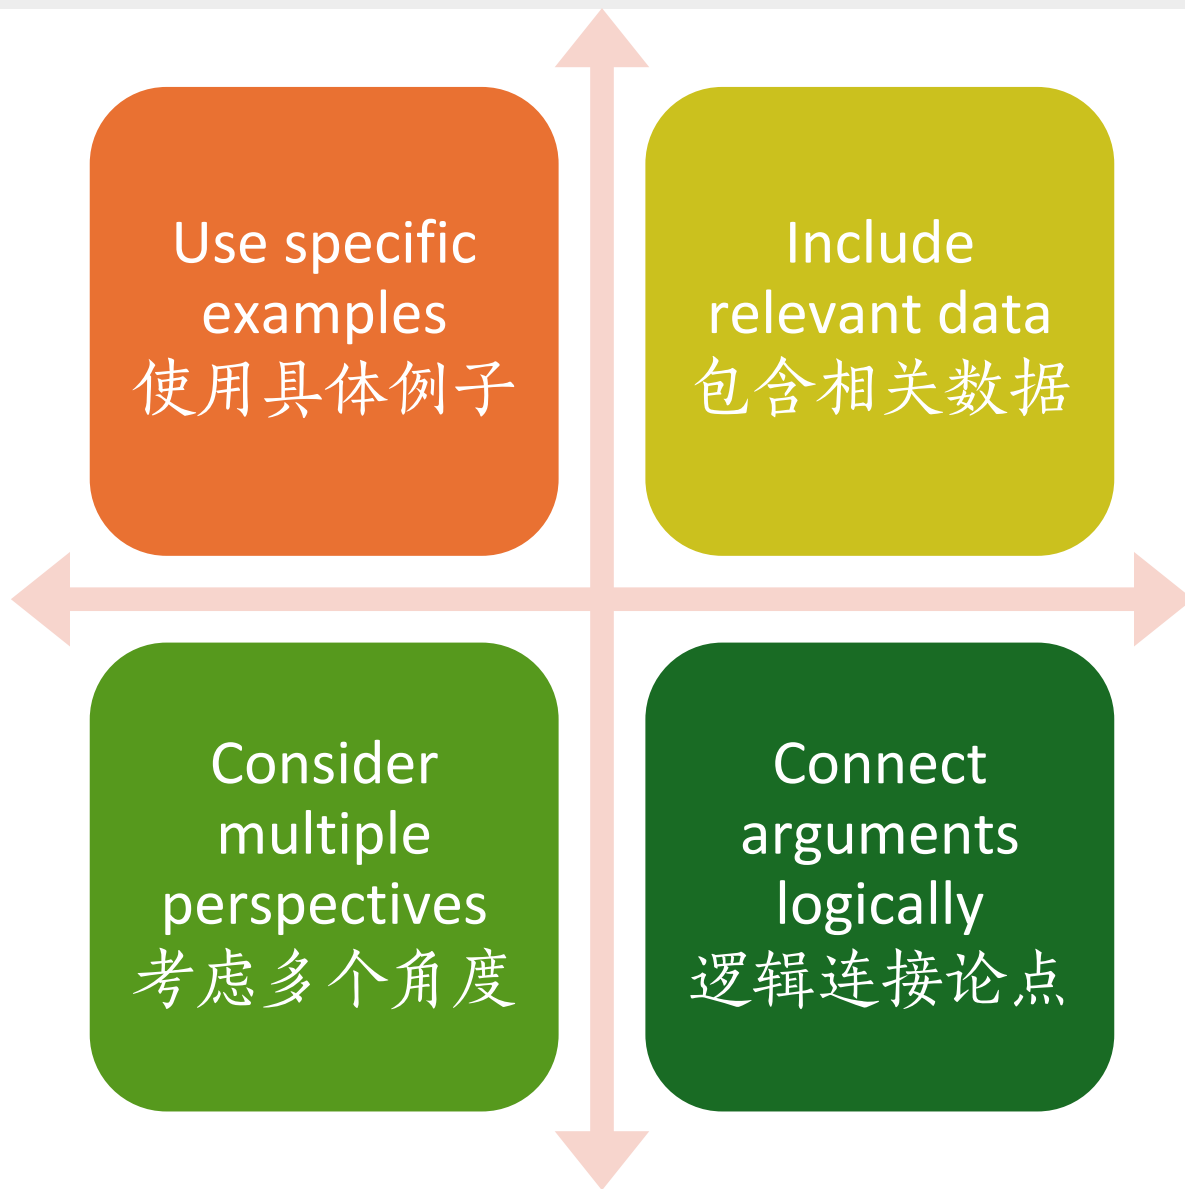 Use specific
examples
使用具体例子
Include
relevant data
包含相关数据
Consider
multiple
perspectives
考虑多个角度
Connect
arguments
logically
逻辑连接论点